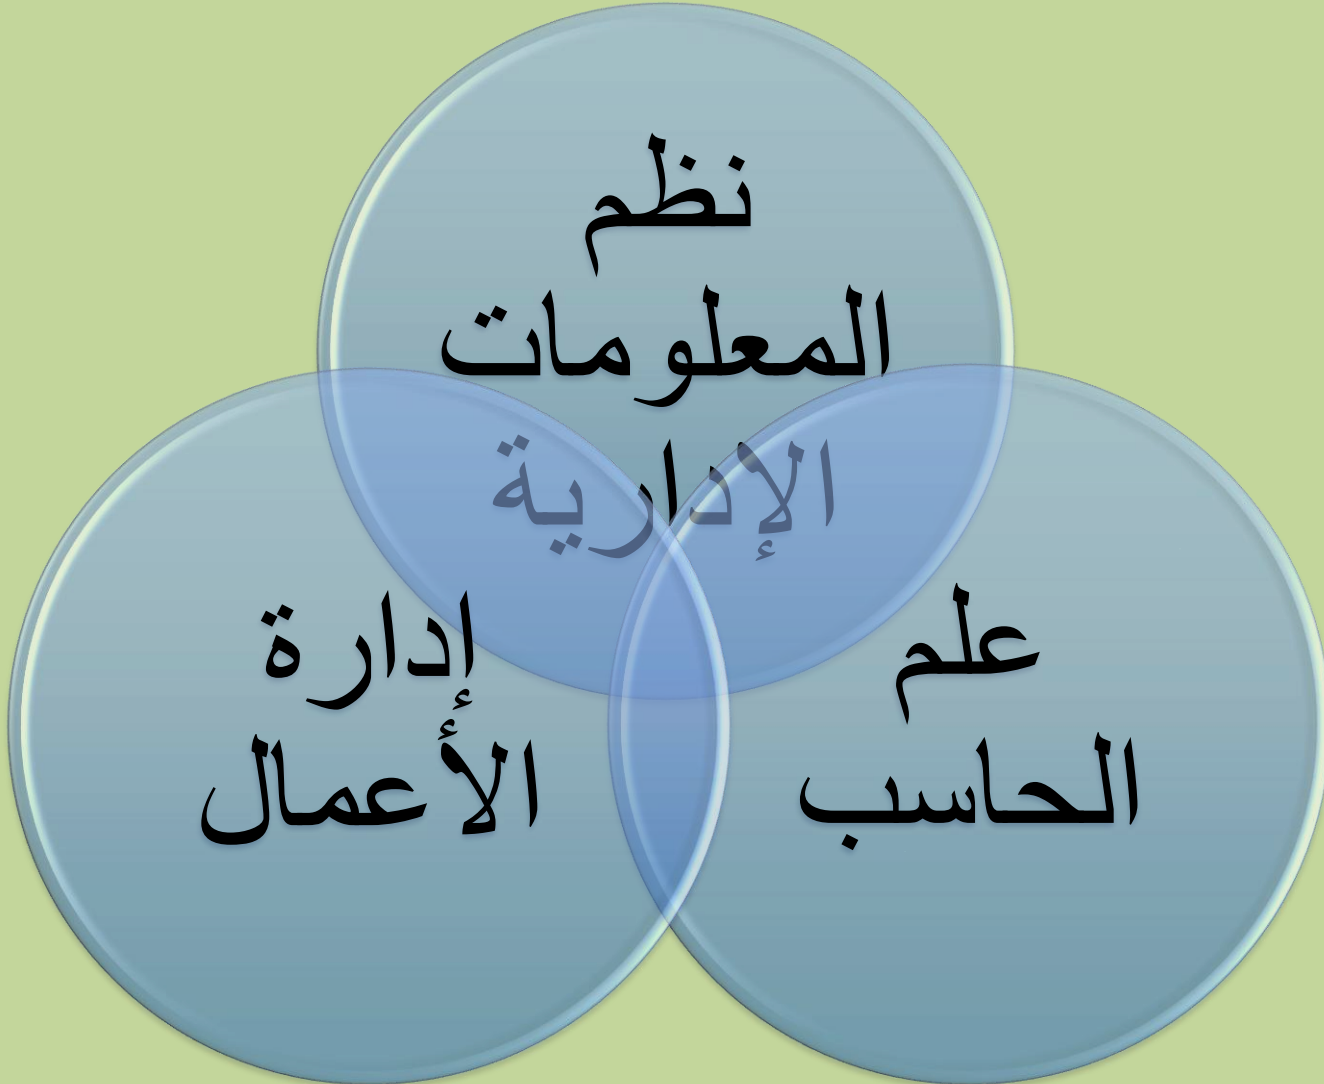 نظم
المعلومات
الإدارية
علم
الحاسب
إدارة
الأعمال